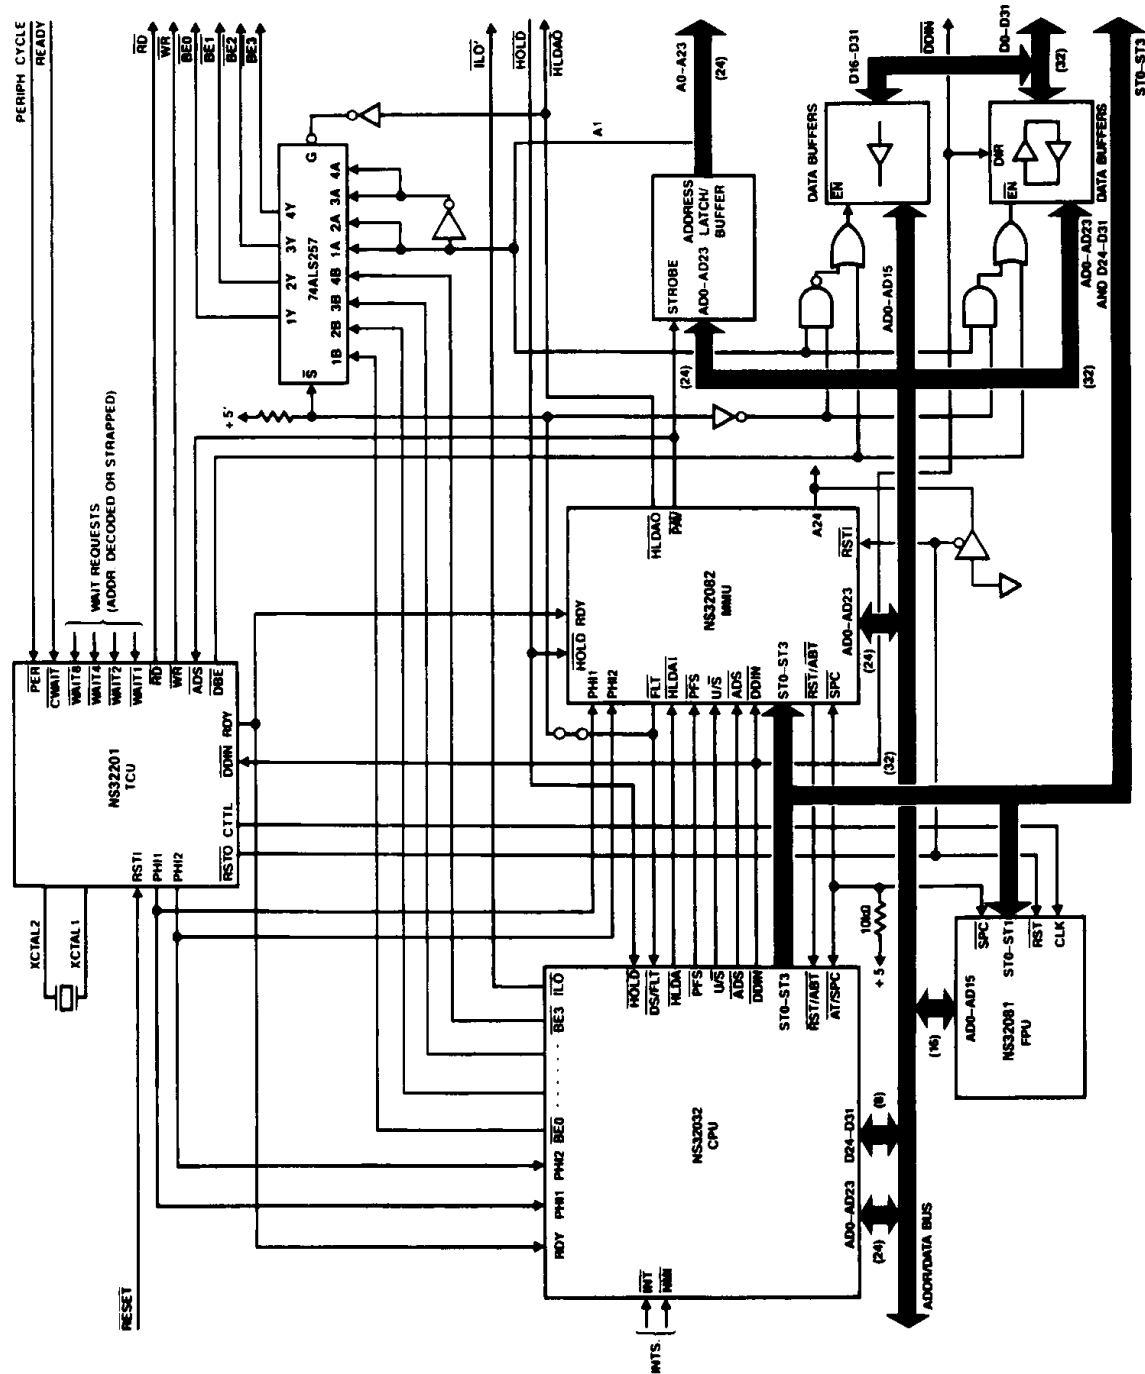 PERIPH CYCLE
READY
RD
WR
BE0
BE1
BE2
BE3
ILO
HOLD
HLDAO
A0-A23
(24)
D16-D31
DDIN
D0-D31
(32)
ST0-ST3
WAIT REQUESTS
(ADDR. DECODED OR STRAPPED)
+ 5
1Y
2Y
3Y
4Y
74ALS257
G
S
1B
2B
3B
4B
1A
2A
3A
4A
A1
STROBE
ADDRESS
LATCH/
BUFFER
AD0-AD23
(24)
DATA BUFFERS
EN
AD0-AD15
DIR
EN
DATA BUFFERS
AD0-AD23
AND D24-D31
(32)
PER
CWAIT
WAIT8
WAIT4
WAIT2
WAIT1
RD
WR
ADS
DBE
NS32201
TCU
RSTI
PHI1
PHI2
RSTO
CTTL
DDIN
RDY
XCTAL2
XCTAL1
RESET
HLDAO
PAV
A24
RSTI
HOLD
RDY
NS32082
MMU
AD0-AD23
(24)
PHI1
PHI2
FLT
HLDAI
PFS
U/S
ADS
DDIN
ST0-ST3
RST/ABT
SPC
(32)
10kΩ
+ 5
RDY
PHI1
PHI2
BE0
BE3
ILO
HOLD
DS/FLT
HLDA
PFS
U/S
ADS
DDIN
ST0-ST3
RST/ABT
AT/SPC
NS32032
CPU
INTS.
INT
NMI
AD0-AD23
(24)
D24-D31
(8)
ADDR/DATA BUS
SPC
ST0-ST1
RST
CLK
AD0-AD15
(16)
NS32081
FPU